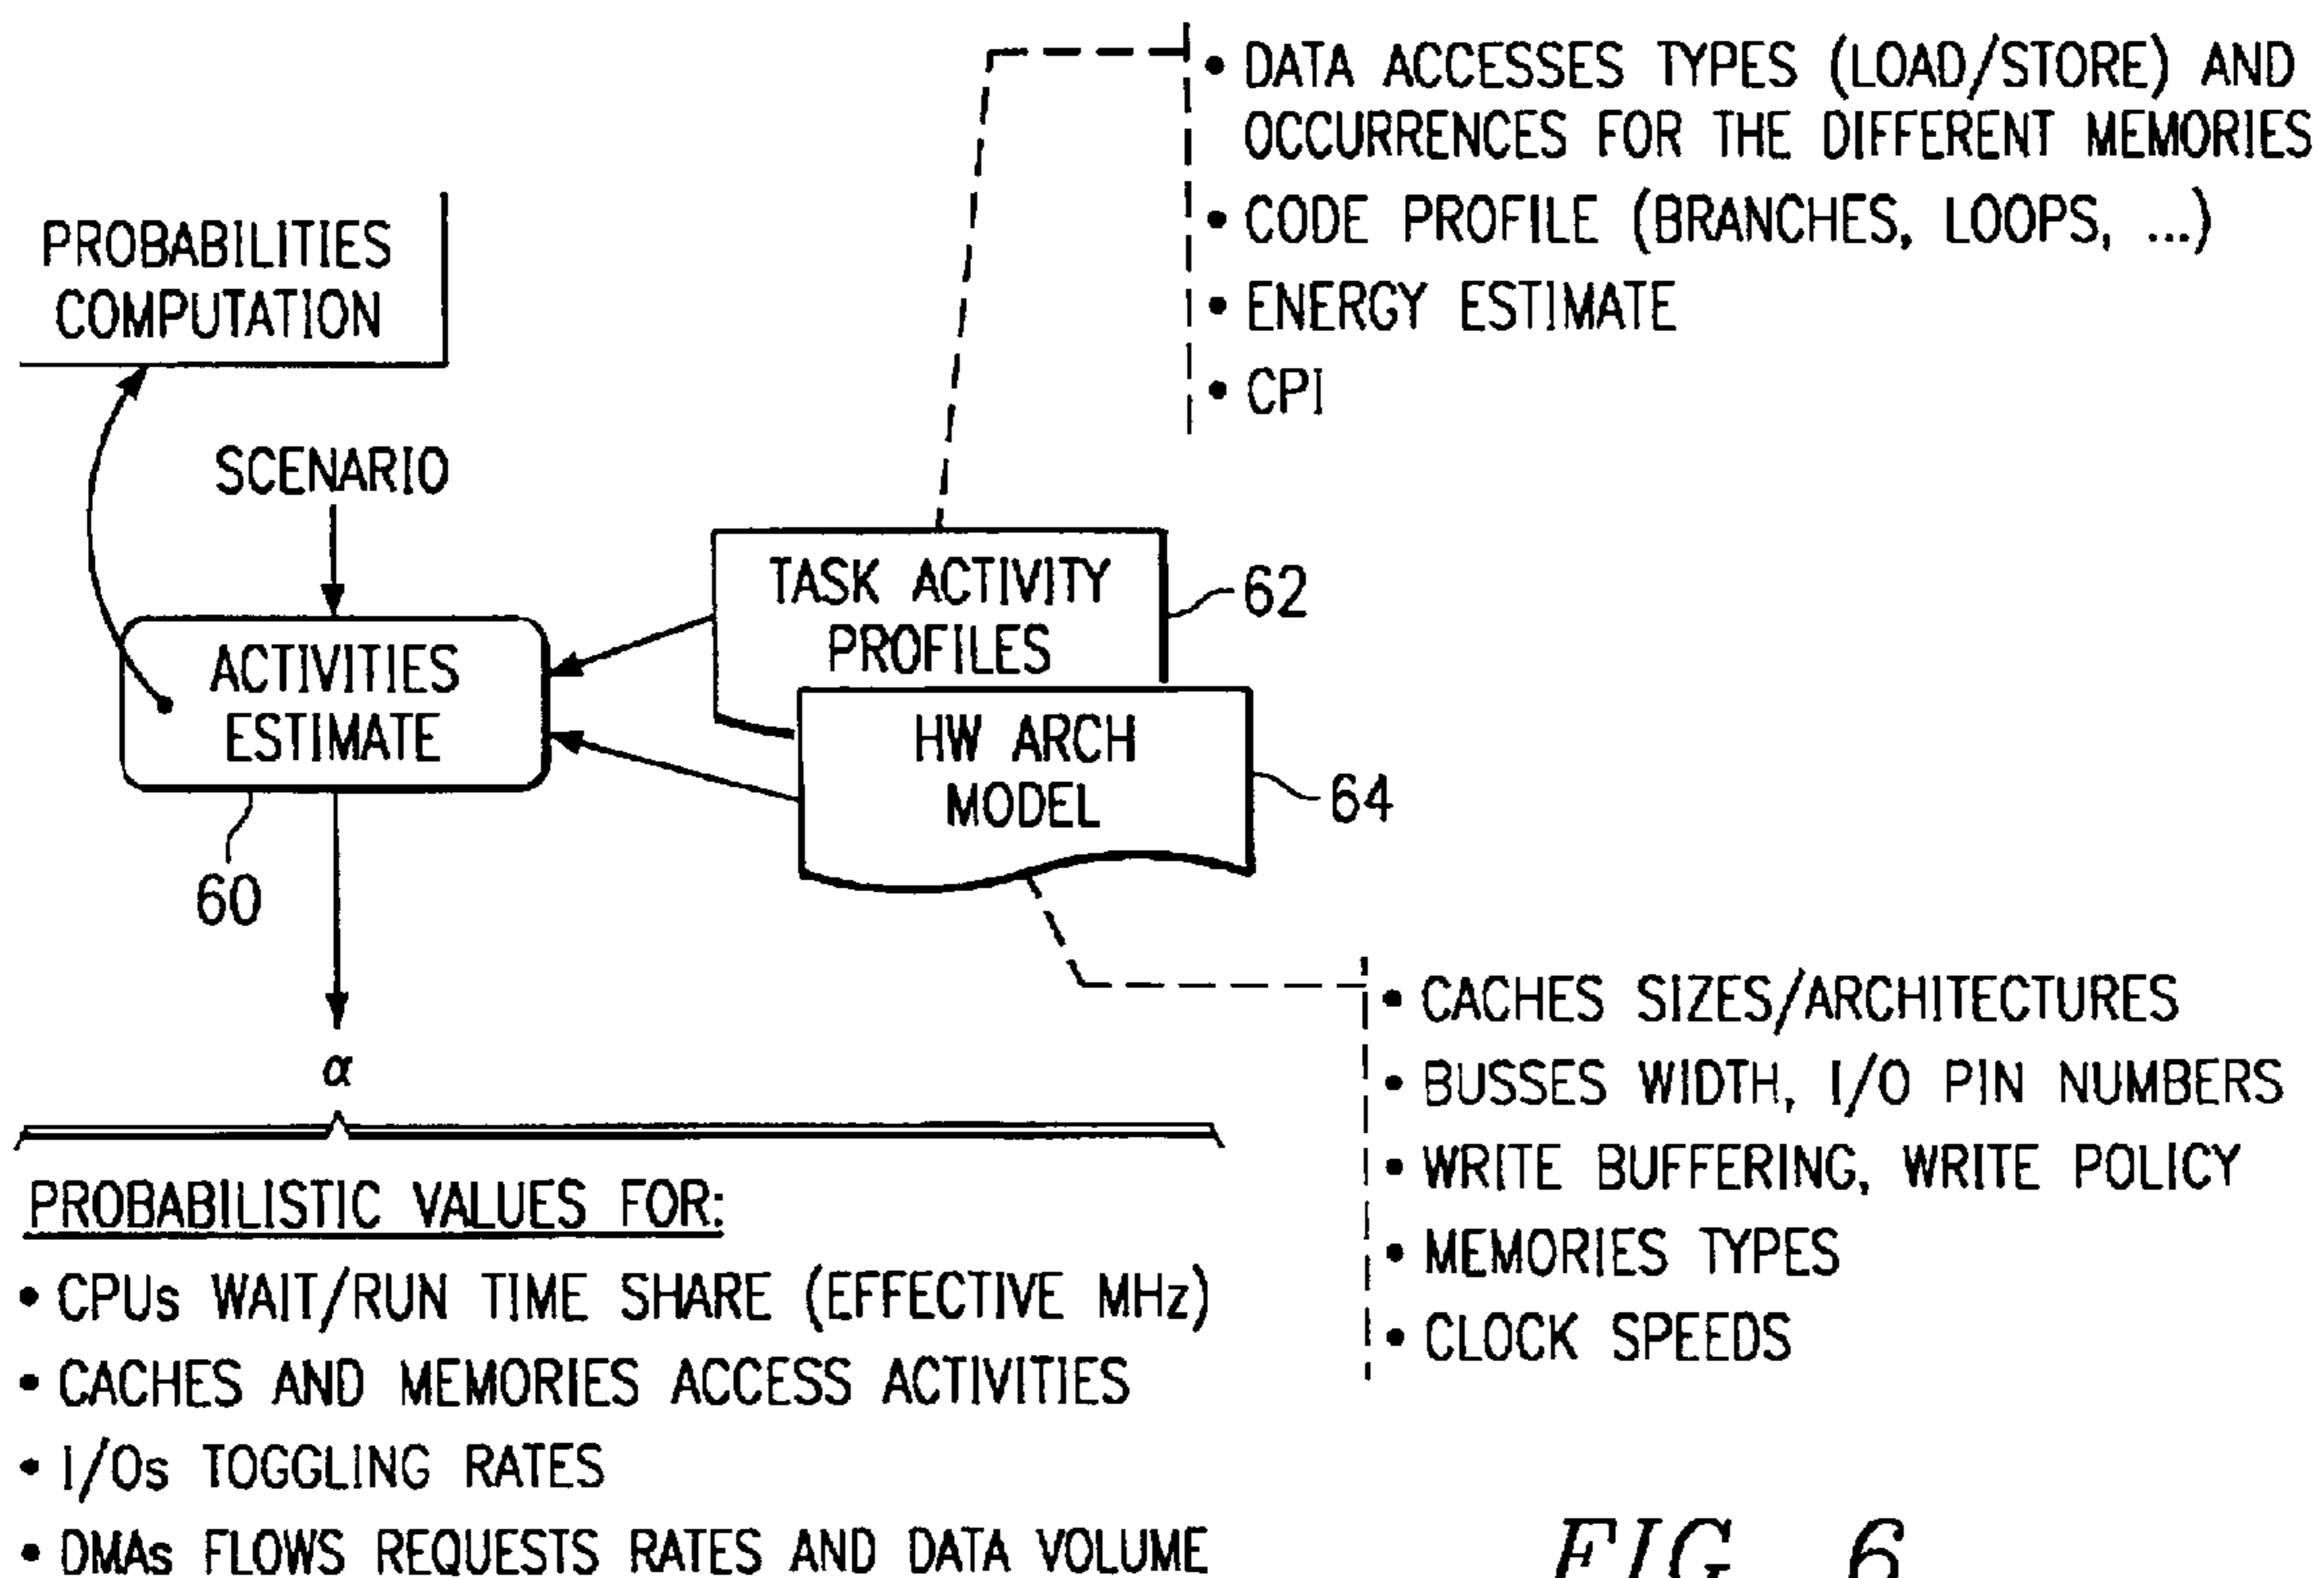 • DATA ACCESSES TYPES (LOAD/STORE) AND
OCCURRENCES FOR THE DIFFERENT MEMORIES
• CODE PROFILE (BRANCHES, LOOPS, ...)
• ENERGY ESTIMATE
• CPI
PROBABILITIES
COMPUTATION
SCENARIO
TASK ACTIVITY
PROFILES
62
ACTIVITIES
ESTIMATE
60
HW ARCH
MODEL
64
α
• CACHES SIZES/ARCHITECTURES
• BUSSES WIDTH, I/O PIN NUMBERS
• WRITE BUFFERING, WRITE POLICY
• MEMORIES TYPES
• CLOCK SPEEDS
PROBABILISTIC VALUES FOR:
• CPUs WAIT/RUN TIME SHARE (EFFECTIVE MHz)
• CACHES AND MEMORIES ACCESS ACTIVITIES
• I/Os TOGGLING RATES
• DMAs FLOWS REQUESTS RATES AND DATA VOLUME
FIG. 6